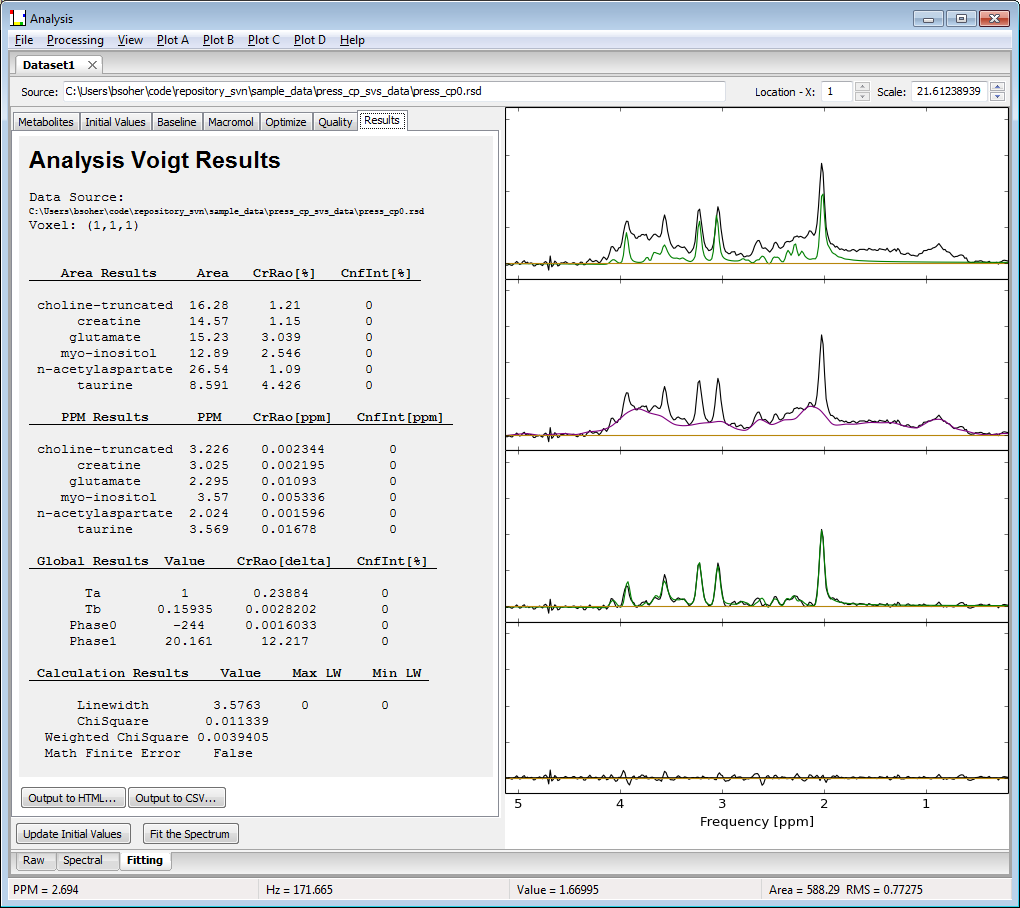 Analysis
File Processing View Plot A Plot B Plot C Plot D Help
Dataset1
Source: C:\Users\bsoher\code\repository_svn\sample_data\press_cp_svs_data\press_cp0.rsd Location - X: 1 Scale: 21.61238939
Metabolites Initial Values Baseline Macromol Optimize Quality Results
Analysis Voigt Results
Data Source:
C:\Users\bsoher\code\repository_svn\sample_data\press_cp_svs_data\press_cp0.rsd
Voxel: (1,1,1)
Area Results Area CrRao[%] CnfInt[%]
choline-truncated 16.28 1.21 0
creatine 14.57 1.15 0
glutamate 15.23 3.039 0
myo-inositol 12.89 2.546 0
n-acetylaspartate 26.54 1.09 0
taurine 8.591 4.426 0
PPM Results PPM CrRao[ppm] CnfInt[ppm]
choline-truncated 3.226 0.002344 0
creatine 3.025 0.002195 0
glutamate 2.295 0.01093 0
myo-inositol 3.57 0.005336 0
n-acetylaspartate 2.024 0.001596 0
taurine 3.569 0.01678 0
Global Results Value CrRao[delta] CnfInt[%]
Ta 1 0.23884 0
Tb 0.15935 0.0028202 0
Phase0 -244 0.0016033 0
Phase1 20.161 12.217 0
Calculation Results Value Max LW Min LW
Linewidth 3.5763 0 0
ChiSquare 0.011339
Weighted ChiSquare 0.0039405
Math Finite Error False
Output to HTML... Output to CSV...
Update Initial Values Fit the Spectrum
Raw Spectral Fitting
5 4 3 2 1
Frequency [ppm]
PPM = 2.694 Hz = 171.665 Value = 1.66995 Area = 588.29 RMS = 0.77275